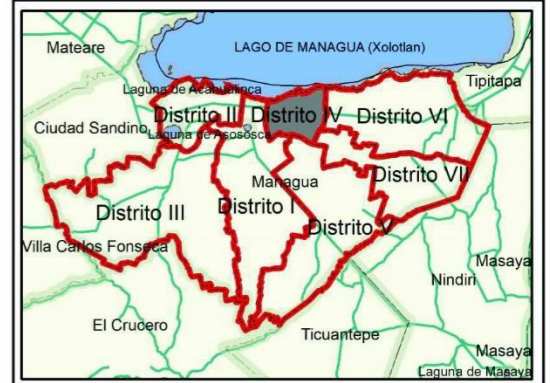 Mateare
LAGO DE MANAGUA (Xolotlan)
Tipitapa
Laguna de Acahualinca
Distrito II
Distrito IV
Distrito VI
Ciudad Sandino
Laguna de Asososca
Managua
Distrito VII
Distrito III
Distrito I
Distrito V
Villa Carlos Fonseca
Masaya
Nindiri
El Crucero
Ticuantepe
Masaya
Laguna de Masaya